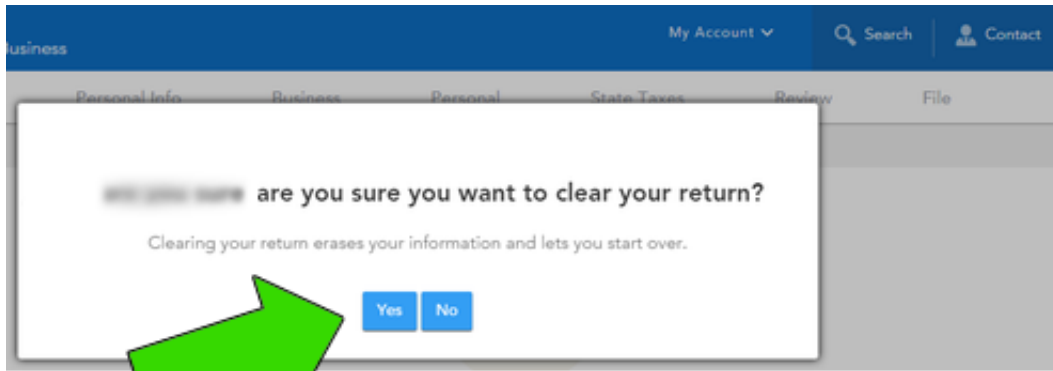 My Account
Search
Contact
Business
Personal Info Business Personal State Taxes Review File
are you sure you want to clear your return?
Clearing your return erases your information and lets you start over.
Yes No